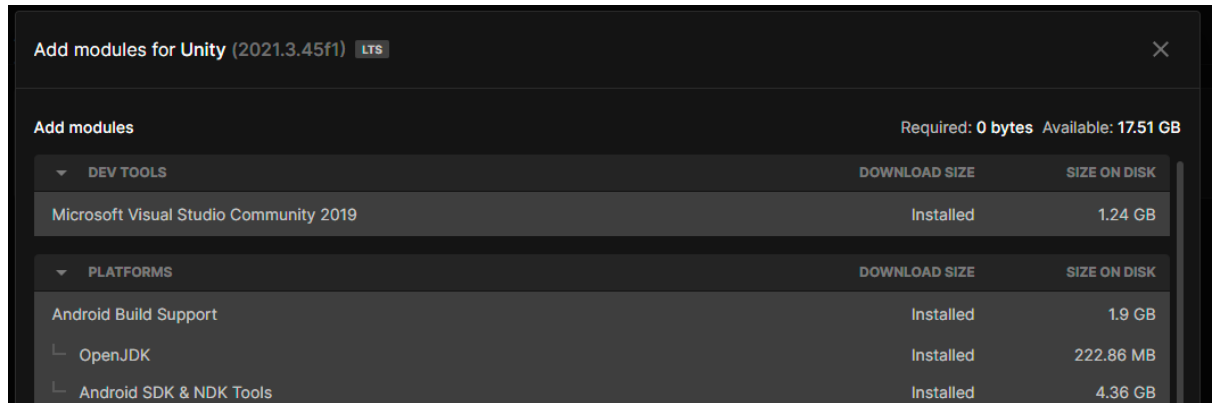 Add modules for Unity (2021.3.45f1) LTS
Add modules Required: 0 bytes Available: 17.51 GB
DEV TOOLS DOWNLOAD SIZE SIZE ON DISK
Microsoft Visual Studio Community 2019 Installed 1.24 GB
PLATFORMS DOWNLOAD SIZE SIZE ON DISK
Android Build Support Installed 1.9 GB
OpenJDK Installed 222.86 MB
Android SDK & NDK Tools Installed 4.36 GB